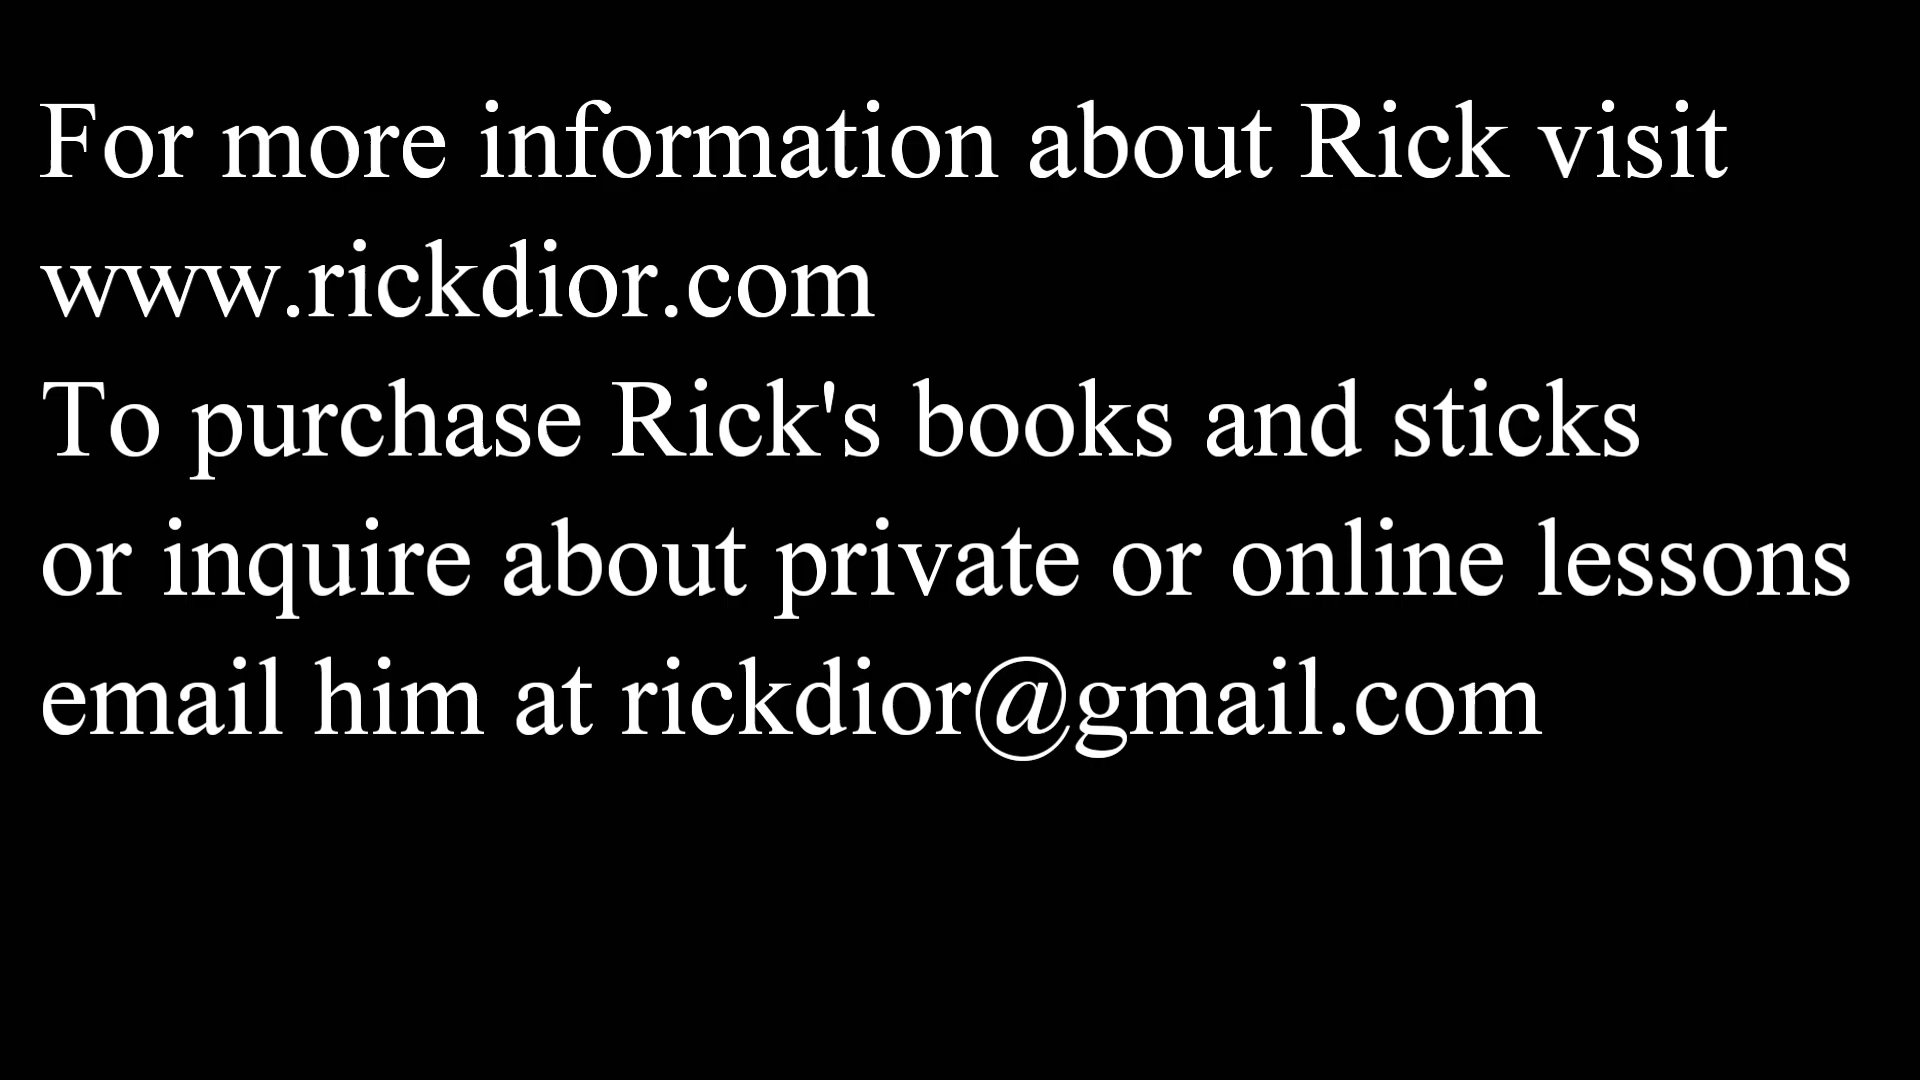 For more information about Rick visit
www.rickdior.com
To purchase Rick's books and sticks
or inquire about private or online lessons
email him at rickdior@gmail.com